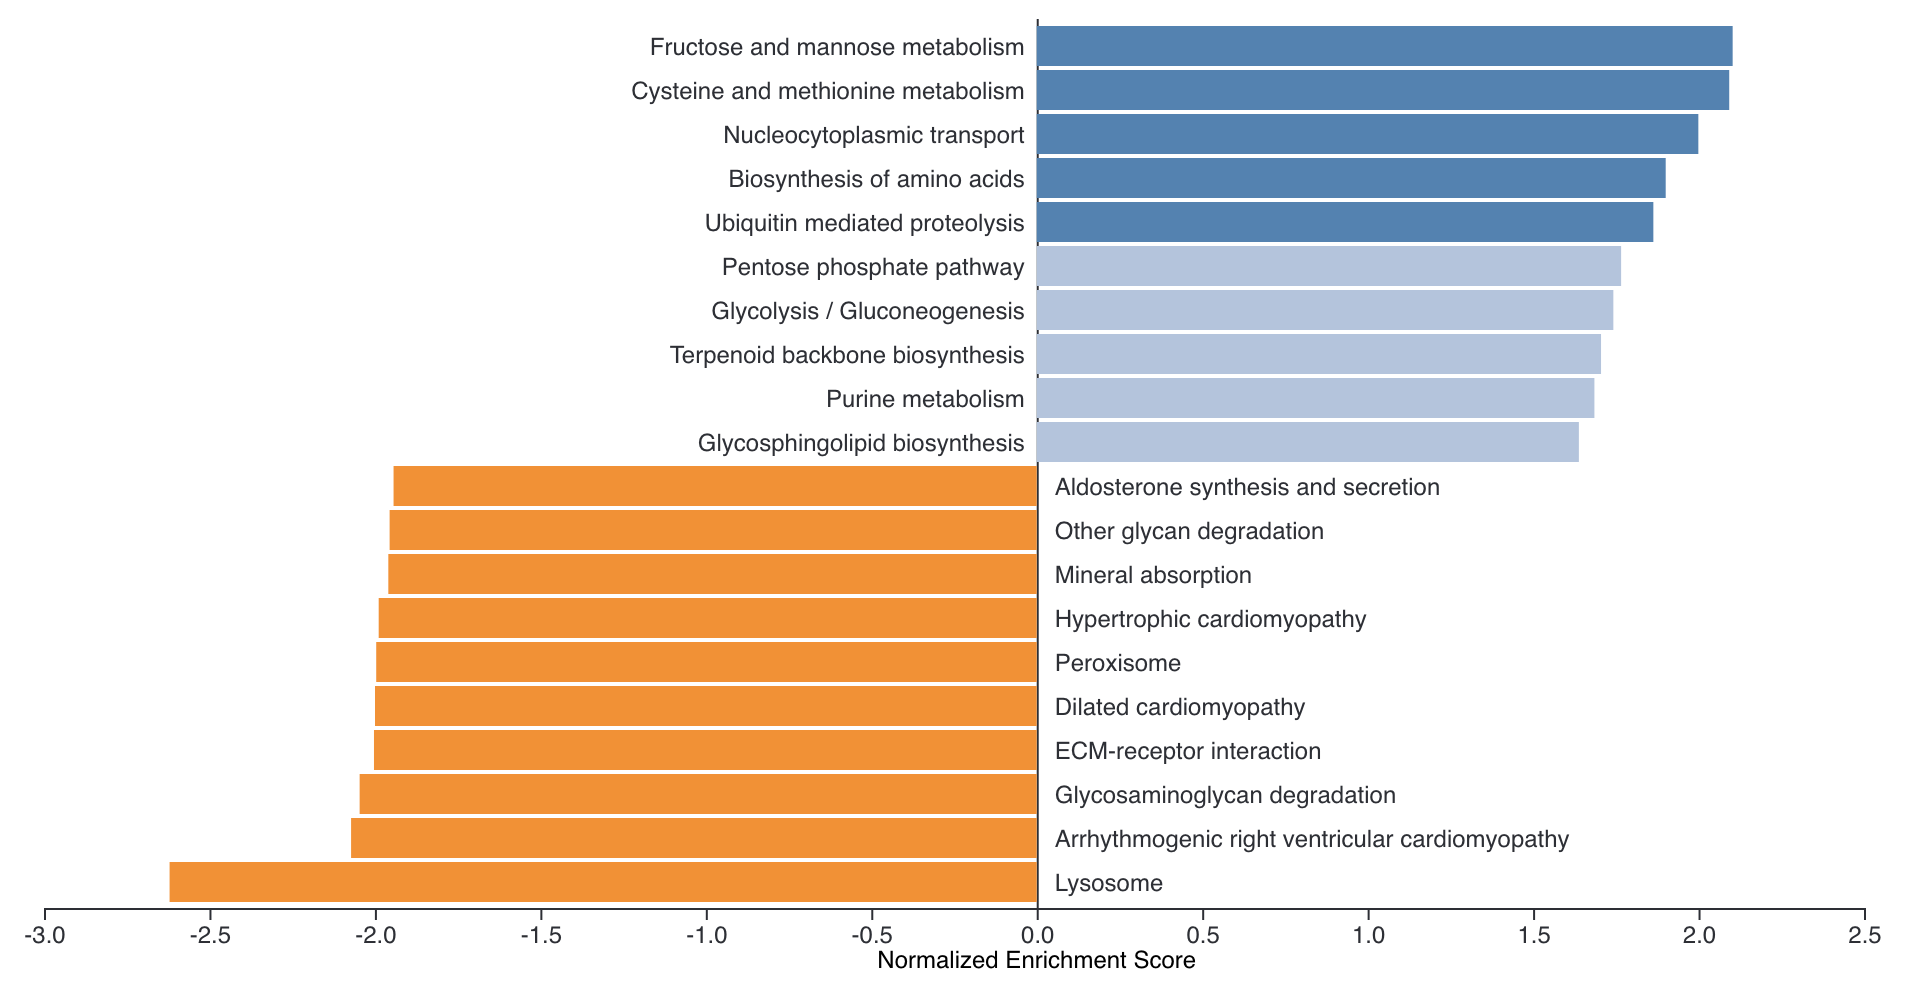 Fructose and mannose metabolism
Cysteine and methionine metabolism
Nucleocytoplasmic transport
Biosynthesis of amino acids
Ubiquitin mediated proteolysis
Pentose phosphate pathway
Glycolysis / Gluconeogenesis
Terpenoid backbone biosynthesis
Purine metabolism
Glycosphingolipid biosynthesis
Aldosterone synthesis and secretion
Other glycan degradation
Mineral absorption
Hypertrophic cardiomyopathy
Peroxisome
Dilated cardiomyopathy
ECM-receptor interaction
Glycosaminoglycan degradation
Arrhythmogenic right ventricular cardiomyopathy
Lysosome
-3.0 -2.5 -2.0 -1.5 -1.0 -0.5 0.0 0.5 1.0 1.5 2.0 2.5
Normalized Enrichment Score